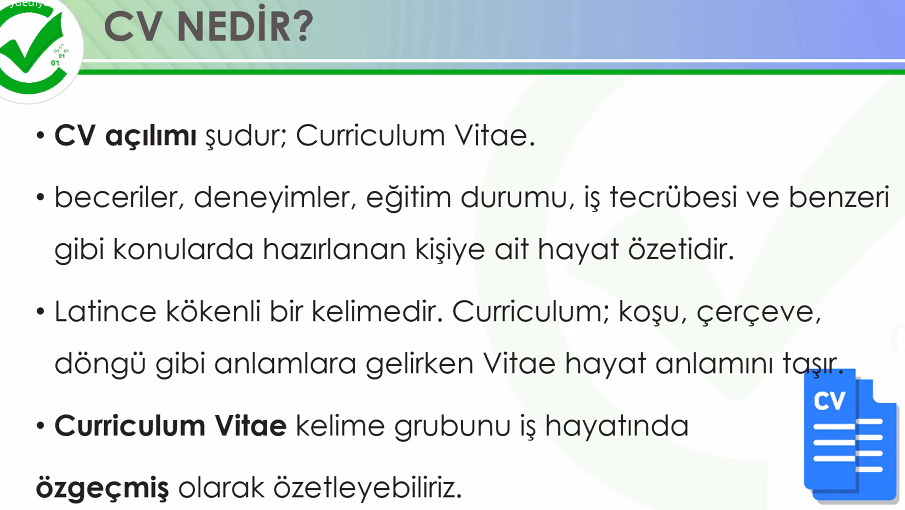 CV NEDİR?
• CV açılımı şudur; Curriculum Vitae.
• beceriler, deneyimler, eğitim durumu, iş tecrübesi ve benzeri
gibi konularda hazırlanan kişiye ait hayat özetidir.
• Latince kökenli bir kelimedir. Curriculum; koşu, çerçeve,
döngü gibi anlamlara gelirken Vitae hayat anlamını taşır.
CV
• Curriculum Vitae kelime grubunu iş hayatında
özgeçmiş olarak özetleyebiliriz.